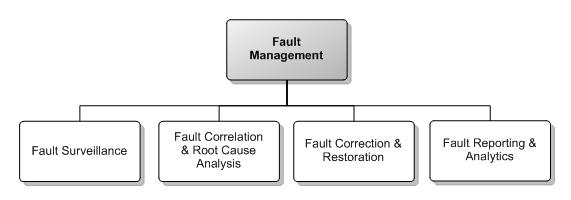 Fault
Management
Fault Surveillance
Fault Correlation
& Root Cause
Analysis
Fault Correction &
Restoration
Fault Reporting &
Analytics